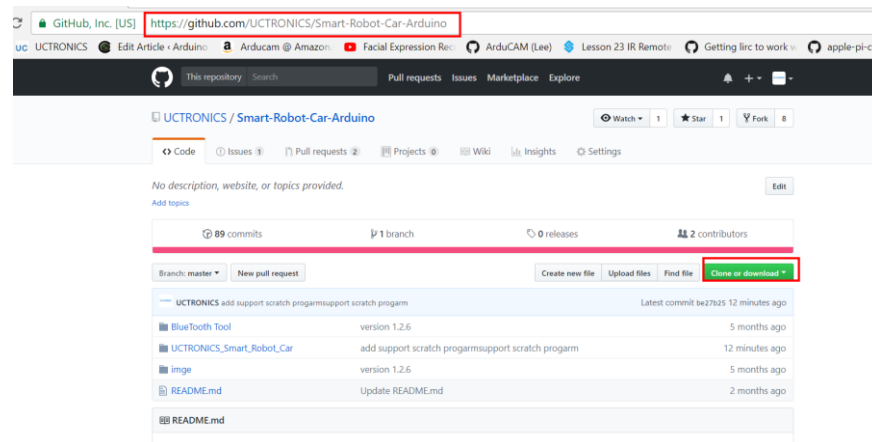 GitHub, Inc. [US] https://github.com/UCTRONICS/Smart-Robot-Car-Arduino
UC UCTRONICS Edit Article ‹ Arduino Arducam @ Amazon Facial Expression Rec ArduCAM (Lee) Lesson 23 IR Remote Getting lirc to work w apple-pi-c
This repository Search Pull requests Issues Marketplace Explore
UCTRONICS / Smart-Robot-Car-Arduino Watch 1 Star 1 Fork 8
Code Issues 1 Pull requests 2 Projects 0 Wiki Insights Settings
No description, website, or topics provided. Edit
Add topics
89 commits 1 branch 0 releases 2 contributors
Branch: master New pull request Create new file Upload files Find file Clone or download
UCTRONICS add support scratch progarmsupport scratch progarm Latest commit be27b25 12 minutes ago
BlueTooth Tool version 1.2.6 5 months ago
UCTRONICS_Smart_Robot_Car add support scratch progarmsupport scratch progarm 12 minutes ago
imge version 1.2.6 5 months ago
README.md Update README.md 2 months ago
README.md